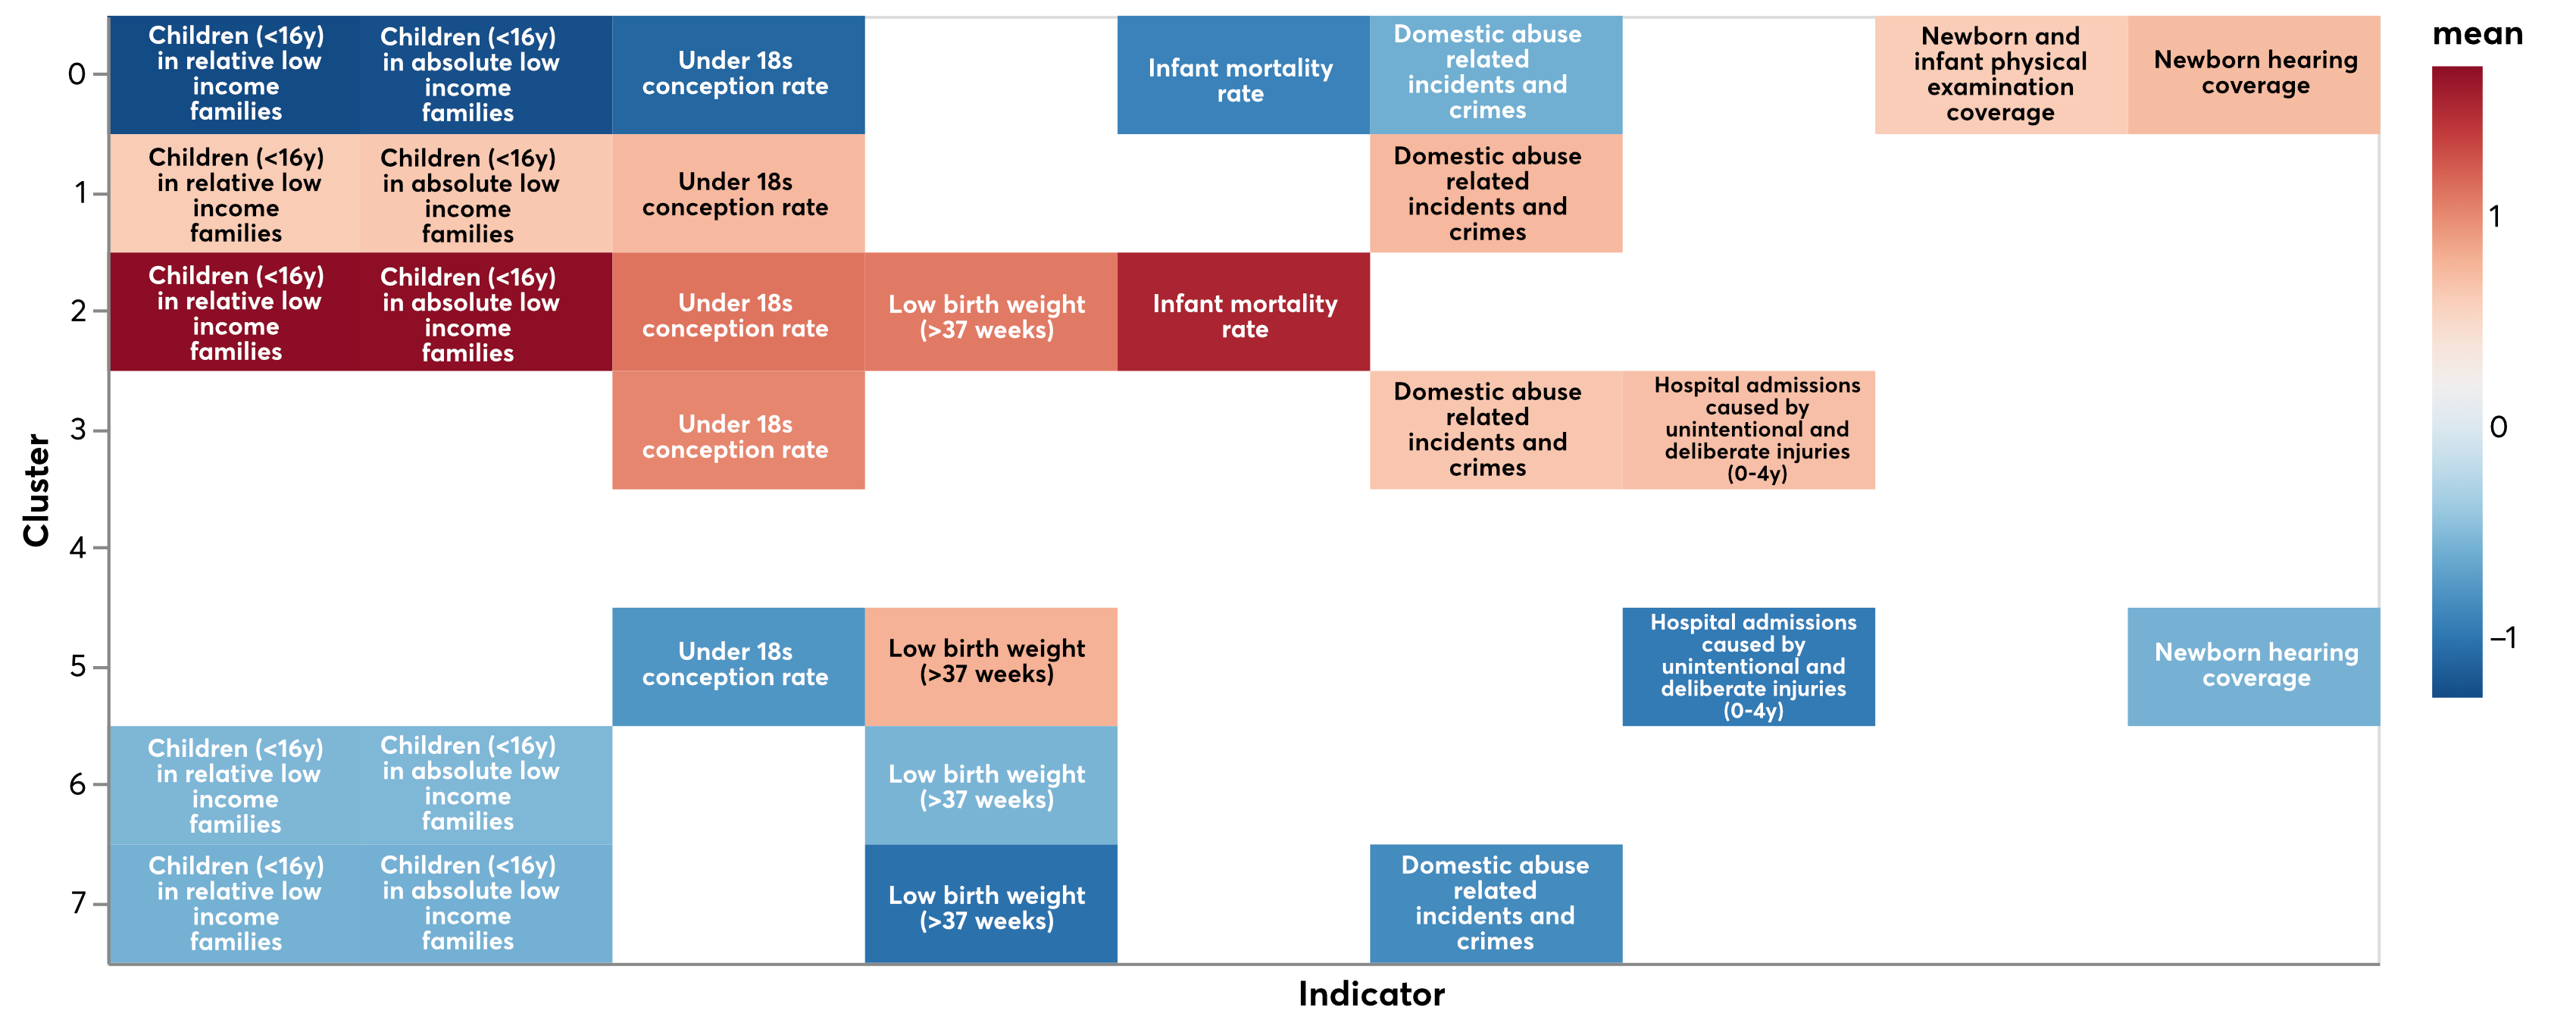 Children (<16y)
in relative low
income
families
Children (<16y)
in absolute low
income
families
Under 18s
conception rate
Infant mortality
rate
Domestic abuse
related
incidents and
crimes
Newborn and
infant physical
examination
coverage
Newborn hearing
coverage
mean
0
Children (<16y)
in relative low
income
families
Children (<16y)
in absolute low
income
families
Under 18s
conception rate
Domestic abuse
related
incidents and
crimes
1
1
Children (<16y)
in relative low
income
families
Children (<16y)
in absolute low
income
families
Under 18s
conception rate
Low birth weight
(>37 weeks)
Infant mortality
rate
2
Under 18s
conception rate
Domestic abuse
related
incidents and
crimes
Hospital admissions
caused by
unintentional and
deliberate injuries
(0-4y)
3
0
Cluster
4
Under 18s
conception rate
Low birth weight
(>37 weeks)
Hospital admissions
caused by
unintentional and
deliberate injuries
(0-4y)
Newborn hearing
coverage
5
–1
Children (<16y)
in relative low
income
families
Children (<16y)
in absolute low
income
families
Low birth weight
(>37 weeks)
6
Children (<16y)
in relative low
income
families
Children (<16y)
in absolute low
income
families
Low birth weight
(>37 weeks)
Domestic abuse
related
incidents and
crimes
7
Indicator